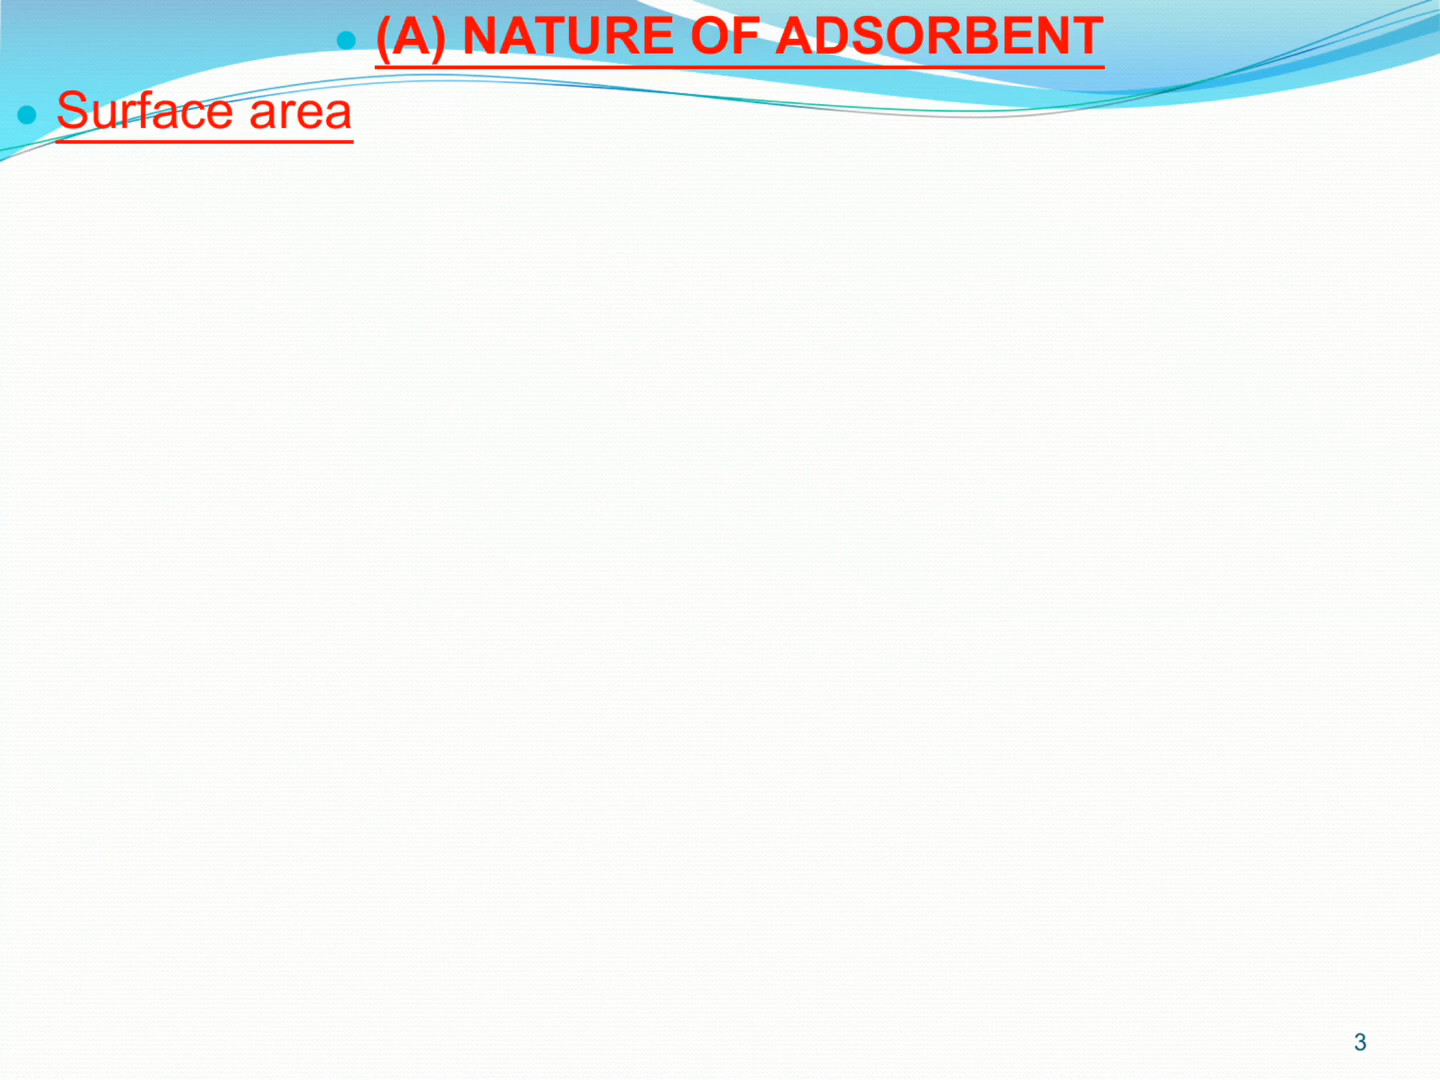 • (A) NATURE OF ADSORBENT
• Surface area
3